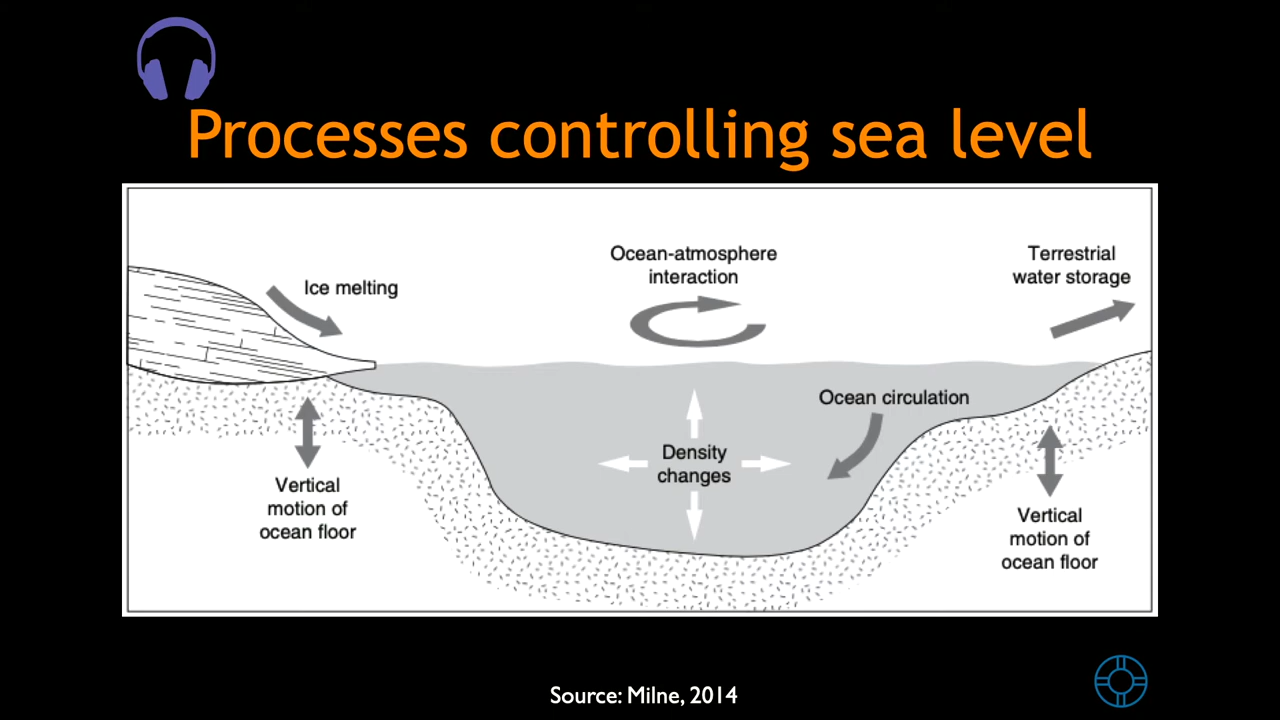 Processes controlling sea level
Ocean-atmosphere
interaction
Terrestrial
water storage
Ice melting
Ocean circulation
Density
changes
Vertical
motion of
ocean floor
Vertical
motion of
ocean floor
Source: Milne, 2014